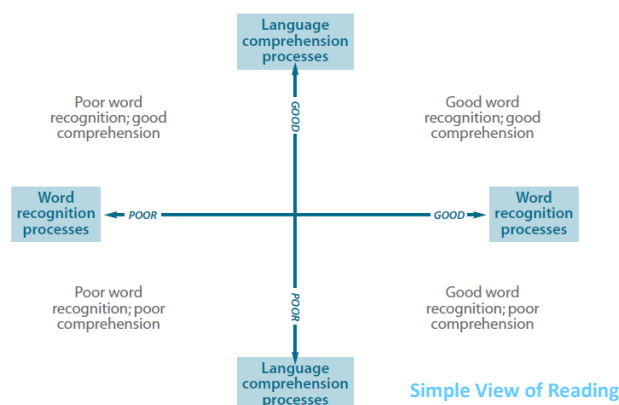 Language
comprehension
processes
GOOD
Poor word
recognition; good
comprehension
Good word
recognition; good
comprehension
Word
recognition
processes
POOR
GOOD
Word
recognition
processes
Poor word
recognition; poor
comprehension
Good word
recognition; poor
comprehension
POOR
Language
comprehension
processes
Simple View of Reading